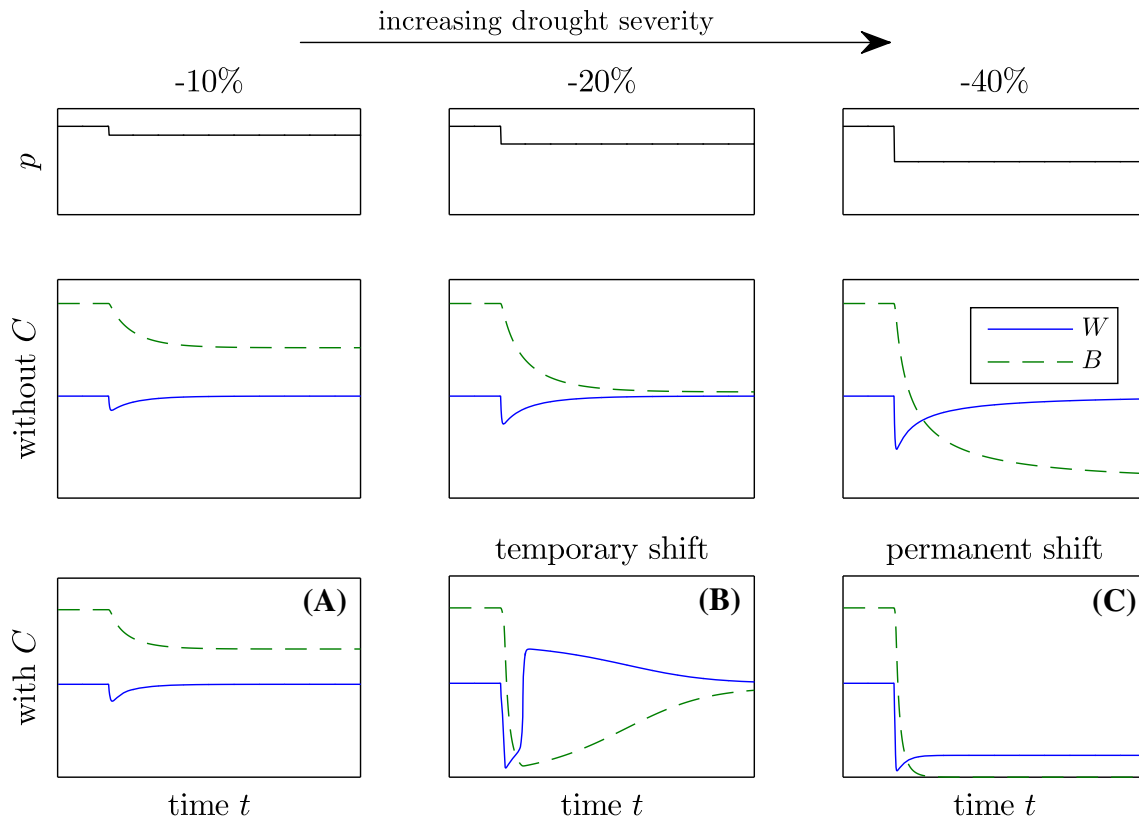 increasing drought severity
-10%
-20%
-40%
p
without C
W
B
temporary shift
permanent shift
with C
(A)
(B)
(C)
time t
time t
time t